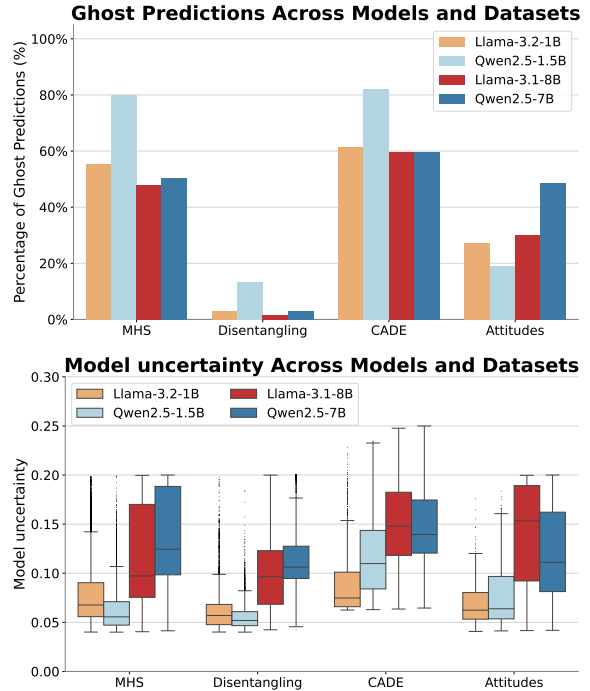 Ghost Predictions Across Models and Datasets
Percentage of Ghost Predictions (%)
100%
80%
60%
40%
20%
0%
Llama-3.2-1B
Qwen2.5-1.5B
Llama-3.1-8B
Qwen2.5-7B
MHS Disentangling CADE Attitudes
Model uncertainty Across Models and Datasets
Model uncertainty
0.30
0.25
0.20
0.15
0.10
0.05
0.00
Llama-3.2-1B Llama-3.1-8B
Qwen2.5-1.5B Qwen2.5-7B
MHS Disentangling CADE Attitudes